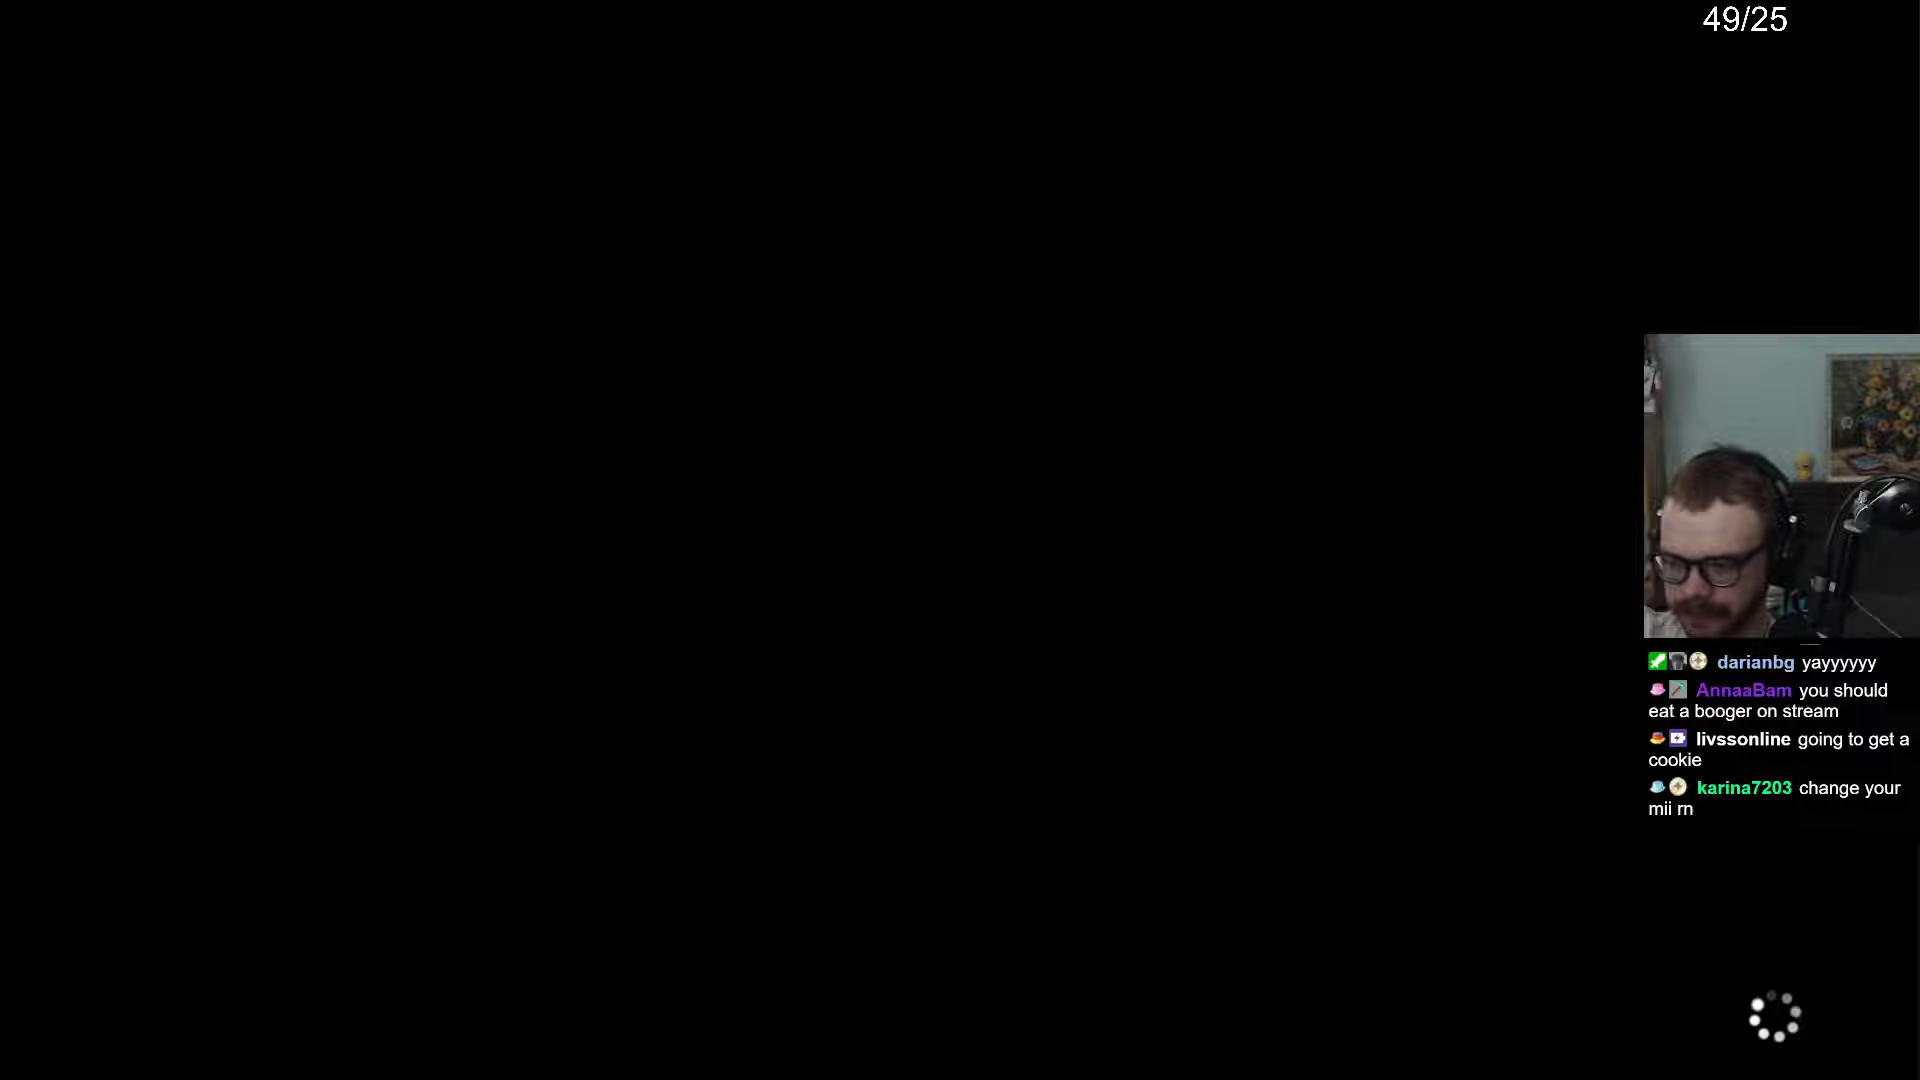 49/25
darianbg yayyyyyy
AnnaaBam you should
eat a booger on stream
livssonline going to get a
cookie
karina7203 change your
mii rn